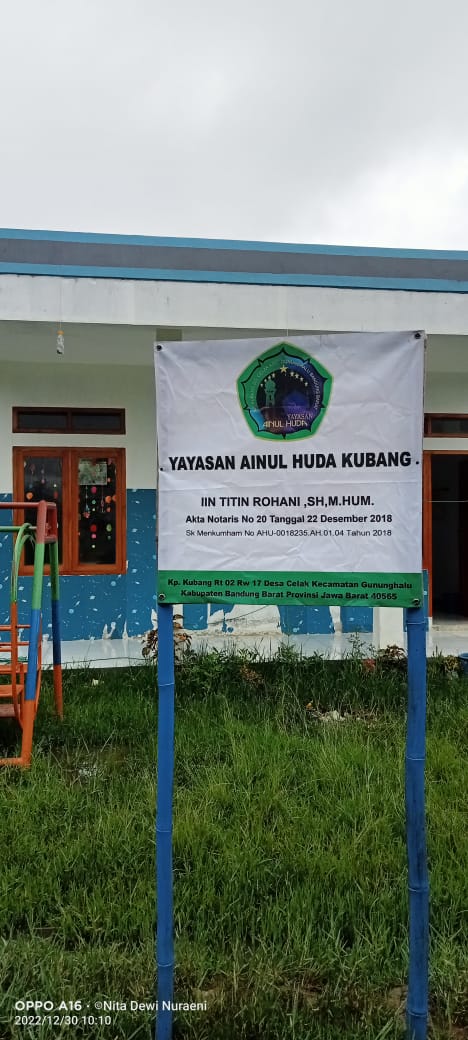 YAYASAN
AINUL HUDA
YAYASAN AINUL HUDA KUBANG
IIN TITIN ROHANI ,SH,M.HUM.
Akta Notaris No 20 Tanggal 22 Desember 2018
Sk Menkumham No AHU-0018235.AH.01.04 Tahun 2018
Kp. Kubang Rt 02 Rw 17 Desa Celak Kecamatan Gununghalu
Kabupaten Bandung Barat Provinsi Jawa Barat 40565
OPPO A16 · ©Nita Dewi Nuraeni
2022/12/30 10:10